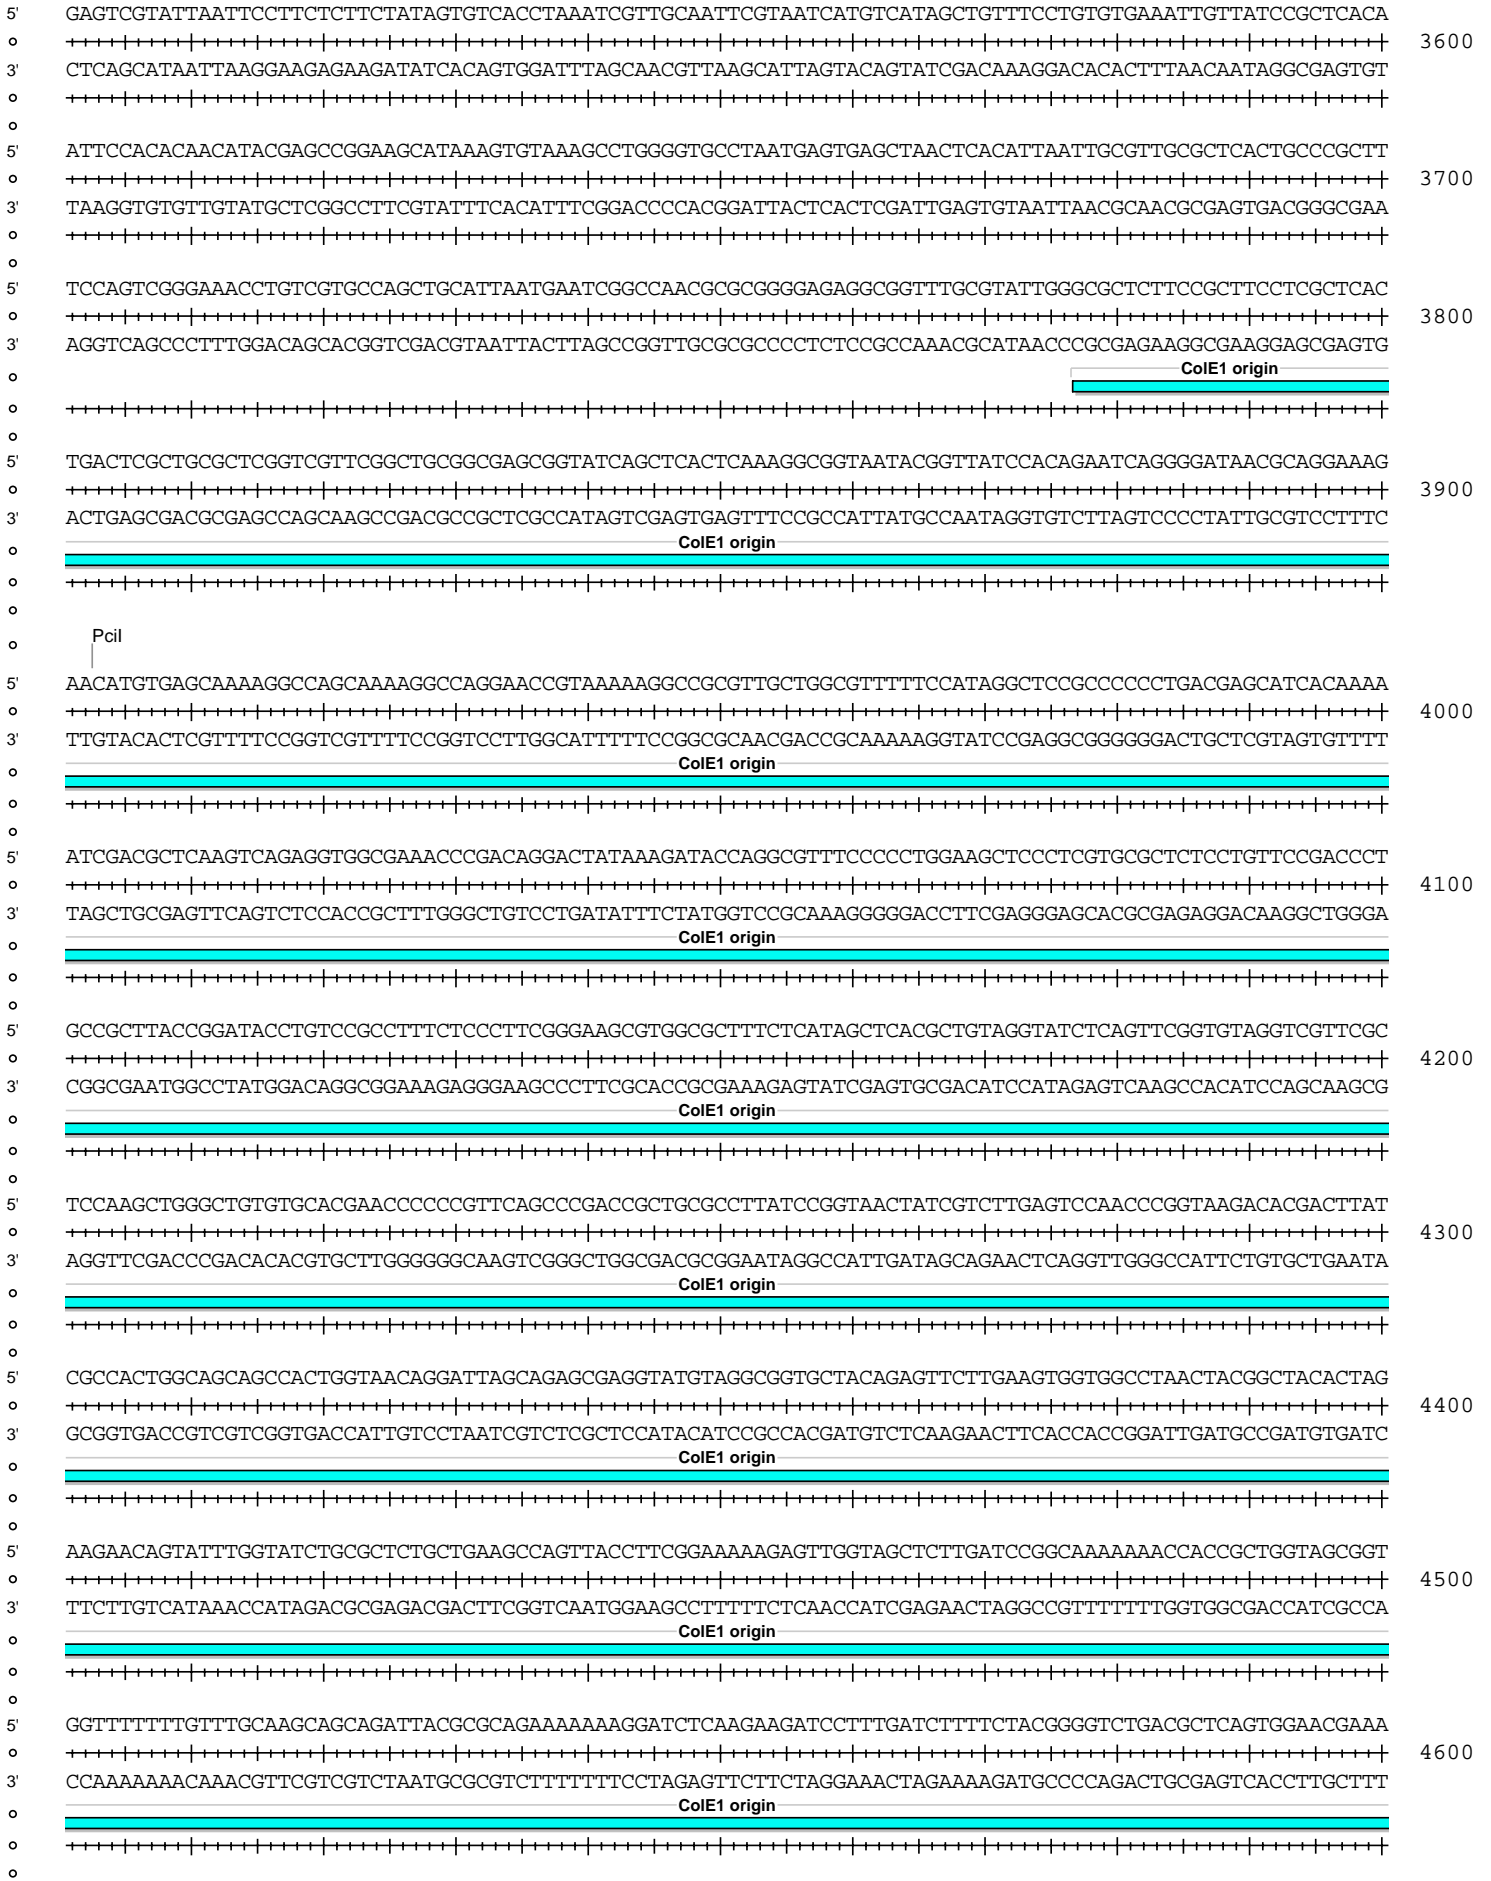 5' GAGTCGTATTAATTCCTTCTCTTCTATAGTGTCACCTAAATCGTTGCAATTCGTAATCATGTCATAGCTGTTTCCTGTGTGAAATTGTTATCCGCTCACA
3600
3' CTCAGCATAATTAAGGAAGAGAAGATATCACAGTGGATTTAGCAACGTTAAGCATTAGTACAGTATCGACAAAGGACACACTTTAACAATAGGCGAGTGT
5' ATTCCACACAACATACGAGCCGGAAGCATAAAGTGTAAAGCCTGGGGTGCCTAATGAGTGAGCTAACTCACATTAATTGCGTTGCGCTCACTGCCCGCTT
3700
3' TAAGGTGTGTTGTATGCTCGGCCTTCGTATTTCACATTTCGGACCCCACGGATTACTCACTCGATTGAGTGTAATTAACGCAACGCGAGTGACGGGCGAA
5' TCCAGTCGGGAAACCTGTCGTGCCAGCTGCATTAATGAATCGGCCAACGCGCGGGGAGAGGCGGTTTGCGTATTGGGCGCTCTTCCGCTTCCTCGCTCAC
3800
3' AGGTCAGCCCTTTGGACAGCACGGTCGACGTAATTACTTAGCCGGTTGCGCGCCCCTCTCCGCCAAACGCATAACCCGCGAGAAGGCGAAGGAGCGAGTG
ColE1 origin
5' TGACTCGCTGCGCTCGGTCGTTCGGCTGCGGCGAGCGGTATCAGCTCACTCAAAGGCGGTAATACGGTTATCCACAGAATCAGGGGATAACGCAGGAAAG
3900
3' ACTGAGCGACGCGAGCCAGCAAGCCGACGCCGCTCGCCATAGTCGAGTGAGTTTCCGCCATTATGCCAATAGGTGTCTTAGTCCCCTATTGCGTCCTTTC
ColE1 origin
PciI
5' AACATGTGAGCAAAAGGCCAGCAAAAGGCCAGGAACCGTAAAAAGGCCGCGTTGCTGGCGTTTTTCCATAGGCTCCGCCCCCCTGACGAGCATCACAAAA
4000
3' TTGTACACTCGTTTTCCGGTCGTTTTCCGGTCCTTGGCATTTTTCCGGCGCAACGACCGCAAAAAGGTATCCGAGGCGGGGGGACTGCTCGTAGTGTTTT
ColE1 origin
5' ATCGACGCTCAAGTCAGAGGTGGCGAAACCCGACAGGACTATAAAGATACCAGGCGTTTCCCCCTGGAAGCTCCCTCGTGCGCTCTCCTGTTCCGACCCT
4100
3' TAGCTGCGAGTTCAGTCTCCACCGCTTTGGGCTGTCCTGATATTTCTATGGTCCGCAAAGGGGGACCTTCGAGGGAGCACGCGAGAGGACAAGGCTGGGA
ColE1 origin
5' GCCGCTTACCGGATACCTGTCCGCCTTTCTCCCTTCGGGAAGCGTGGCGCTTTCTCATAGCTCACGCTGTAGGTATCTCAGTTCGGTGTAGGTCGTTCGC
4200
3' CGGCGAATGGCCTATGGACAGGCGGAAAGAGGGAAGCCCTTCGCACCGCGAAAGAGTATCGAGTGCGACATCCATAGAGTCAAGCCACATCCAGCAAGCG
ColE1 origin
5' TCCAAGCTGGGCTGTGTGCACGAACCCCCCGTTCAGCCCGACCGCTGCGCCTTATCCGGTAACTATCGTCTTGAGTCCAACCCGGTAAGACACGACTTAT
4300
3' AGGTTCGACCCGACACACGTGCTTGGGGGGCAAGTCGGGCTGGCGACGCGGAATAGGCCATTGATAGCAGAACTCAGGTTGGGCCATTCTGTGCTGAATA
ColE1 origin
5' CGCCACTGGCAGCAGCCACTGGTAACAGGATTAGCAGAGCGAGGTATGTAGGCGGTGCTACAGAGTTCTTGAAGTGGTGGCCTAACTACGGCTACACTAG
4400
3' GCGGTGACCGTCGTCGGTGACCATTGTCCTAATCGTCTCGCTCCATACATCCGCCACGATGTCTCAAGAACTTCACCACCGGATTGATGCCGATGTGATC
ColE1 origin
5' AAGAACAGTATTTGGTATCTGCGCTCTGCTGAAGCCAGTTACCTTCGGAAAAAGAGTTGGTAGCTCTTGATCCGGCAAAAAAACCACCGCTGGTAGCGGT
4500
3' TTCTTGTCATAAACCATAGACGCGAGACGACTTCGGTCAATGGAAGCCTTTTTCTCAACCATCGAGAACTAGGCCGTTTTTTTGGTGGCGACCATCGCCA
ColE1 origin
5' GGTTTTTTTGTTTGCAAGCAGCAGATTACGCGCAGAAAAAAAGGATCTCAAGAAGATCCTTTGATCTTTTCTACGGGGTCTGACGCTCAGTGGAACGAAA
4600
3' CCAAAAAAACAAACGTTCGTCGTCTAATGCGCGTCTTTTTTTCCTAGAGTTCTTCTAGGAAACTAGAAAAGATGCCCCAGACTGCGAGTCACCTTGCTTT
ColE1 origin